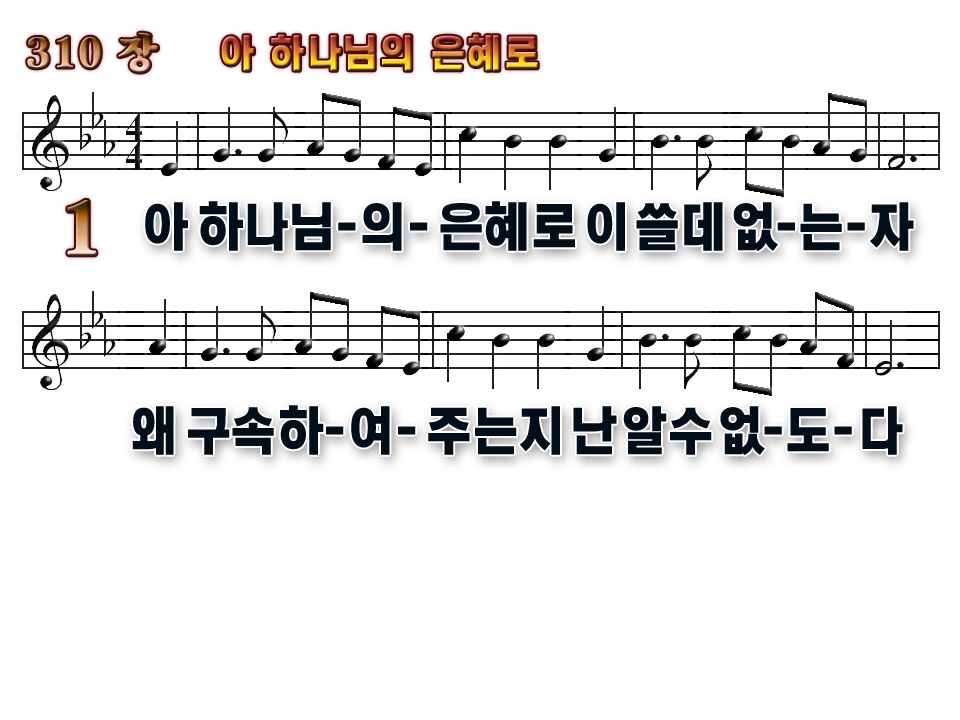 310 장 아 하나님의 은혜로
4
4
1 아 하나님-의- 은혜로 이 쓸데 없-는-자
왜 구속하-여- 주는지 난 알수 없-도-다